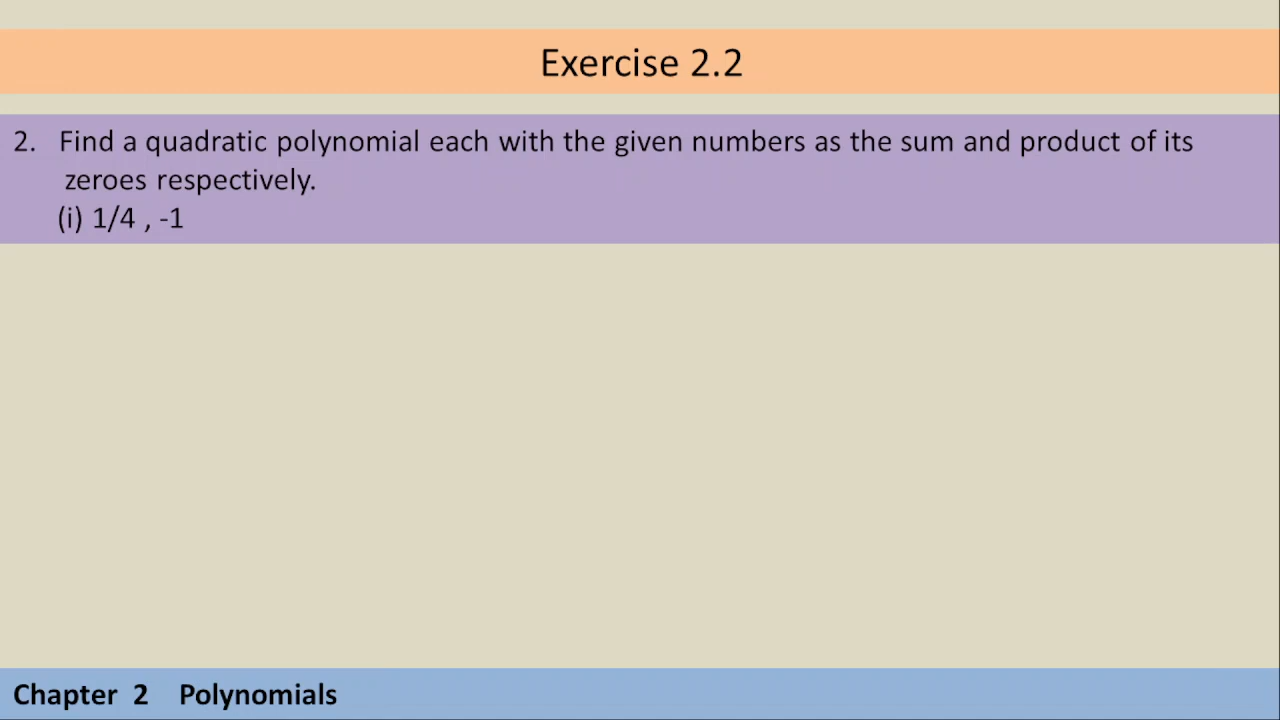 Exercise 2.2
2. Find a quadratic polynomial each with the given numbers as the sum and product of its
zeroes respectively.
(i) 1/4 , -1
Chapter 2 Polynomials